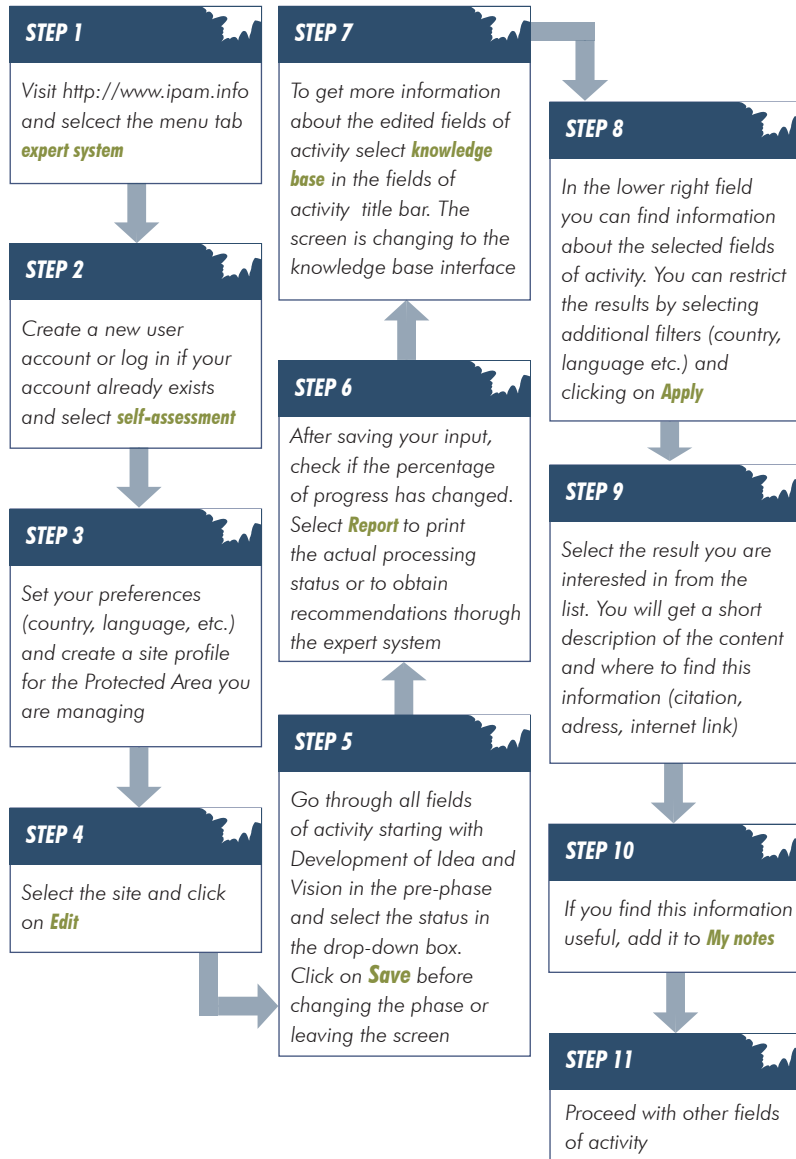 STEP 1
Visit http://www.ipam.info
and selcect the menu tab
expert system
STEP 2
Create a new user
account or log in if your
account already exists
and select self-assessment
STEP 3
Set your preferences
(country, language, etc.)
and create a site profile
for the Protected Area you
are managing
STEP 4
Select the site and click
on Edit
STEP 5
Go through all fields
of activity starting with
Development of Idea and
Vision in the pre-phase
and select the status in
the drop-down box.
Click on Save before
changing the phase or
leaving the screen
STEP 6
After saving your input,
check if the percentage
of progress has changed.
Select Report to print
the actual processing
status or to obtain
recommendations thorugh
the expert system
STEP 7
To get more information
about the edited fields of
activity select knowledge
base in the fields of
activity title bar. The
screen is changing to the
knowledge base interface
STEP 8
In the lower right field
you can find information
about the selected fields
of activity. You can restrict
the results by selecting
additional filters (country,
language etc.) and
clicking on Apply
STEP 9
Select the result you are
interested in from the
list. You will get a short
description of the content
and where to find this
information (citation,
adress, internet link)
STEP 10
If you find this information
useful, add it to My notes
STEP 11
Proceed with other fields
of activity